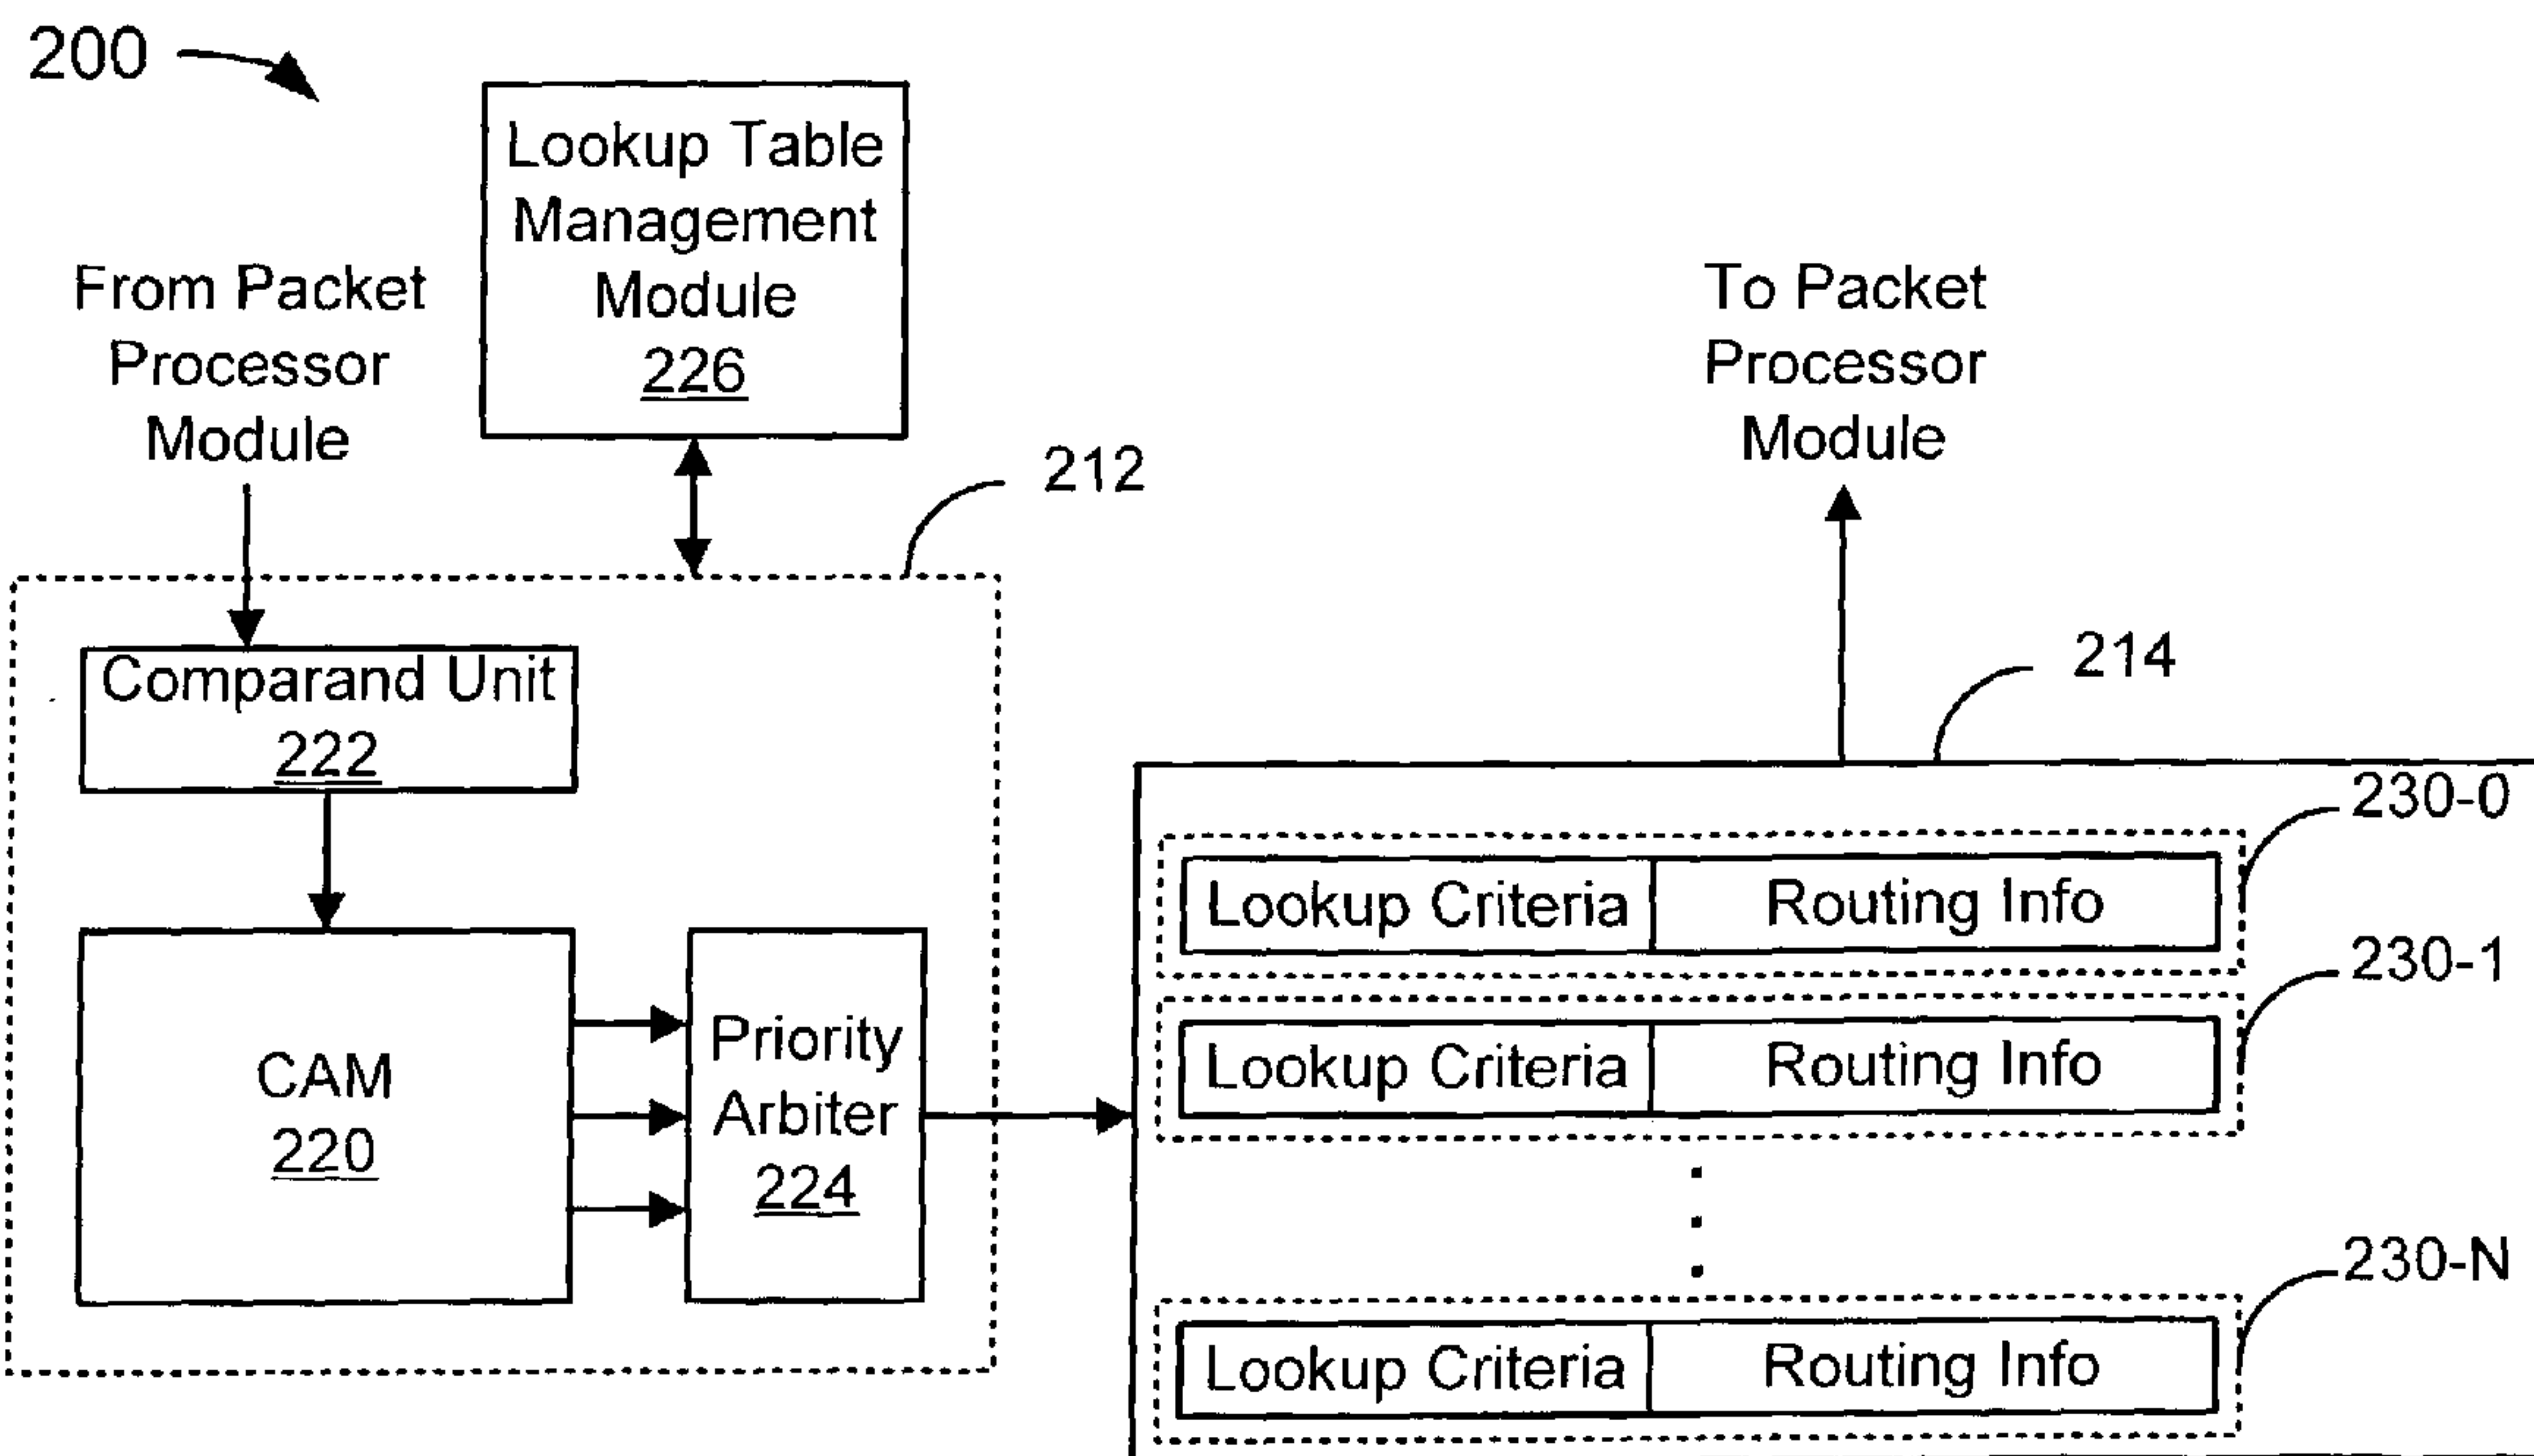 200
Lookup Table
Management
Module
226
From Packet
Processor
Module
To Packet
Processor
Module
212
214
Comparand Unit
222
CAM
220
Priority
Arbiter
224
230-0
Lookup Criteria Routing Info
230-1
Lookup Criteria Routing Info
230-N
Lookup Criteria Routing Info